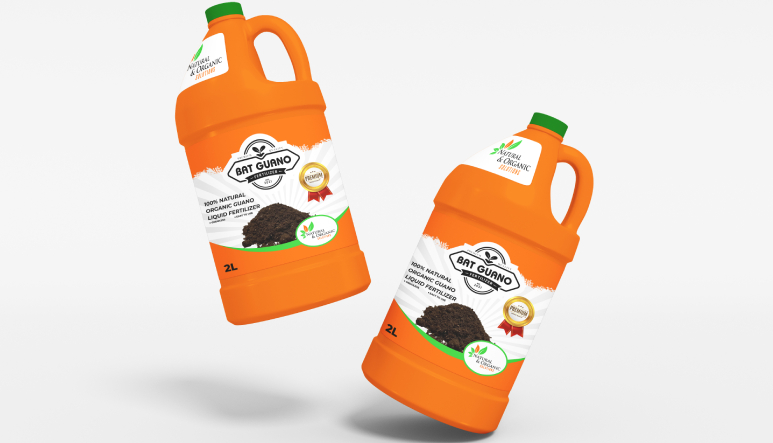 NATURAL
& ORGANIC
BAT GUANO
FERTILIZER
PREMIUM
100% NATURAL
ORGANIC GUANO
LIQUID FERTILIZER
NATURAL
& ORGANIC
2L
NATURAL
& ORGANIC
BAT GUANO
FERTILIZER
PREMIUM
100% NATURAL
ORGANIC GUANO
LIQUID FERTILIZER
NATURAL
& ORGANIC
2L